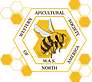 WESTERN
APICULTURAL
SOCIETY
OF
NORTH
AMERICA
W.A.S.